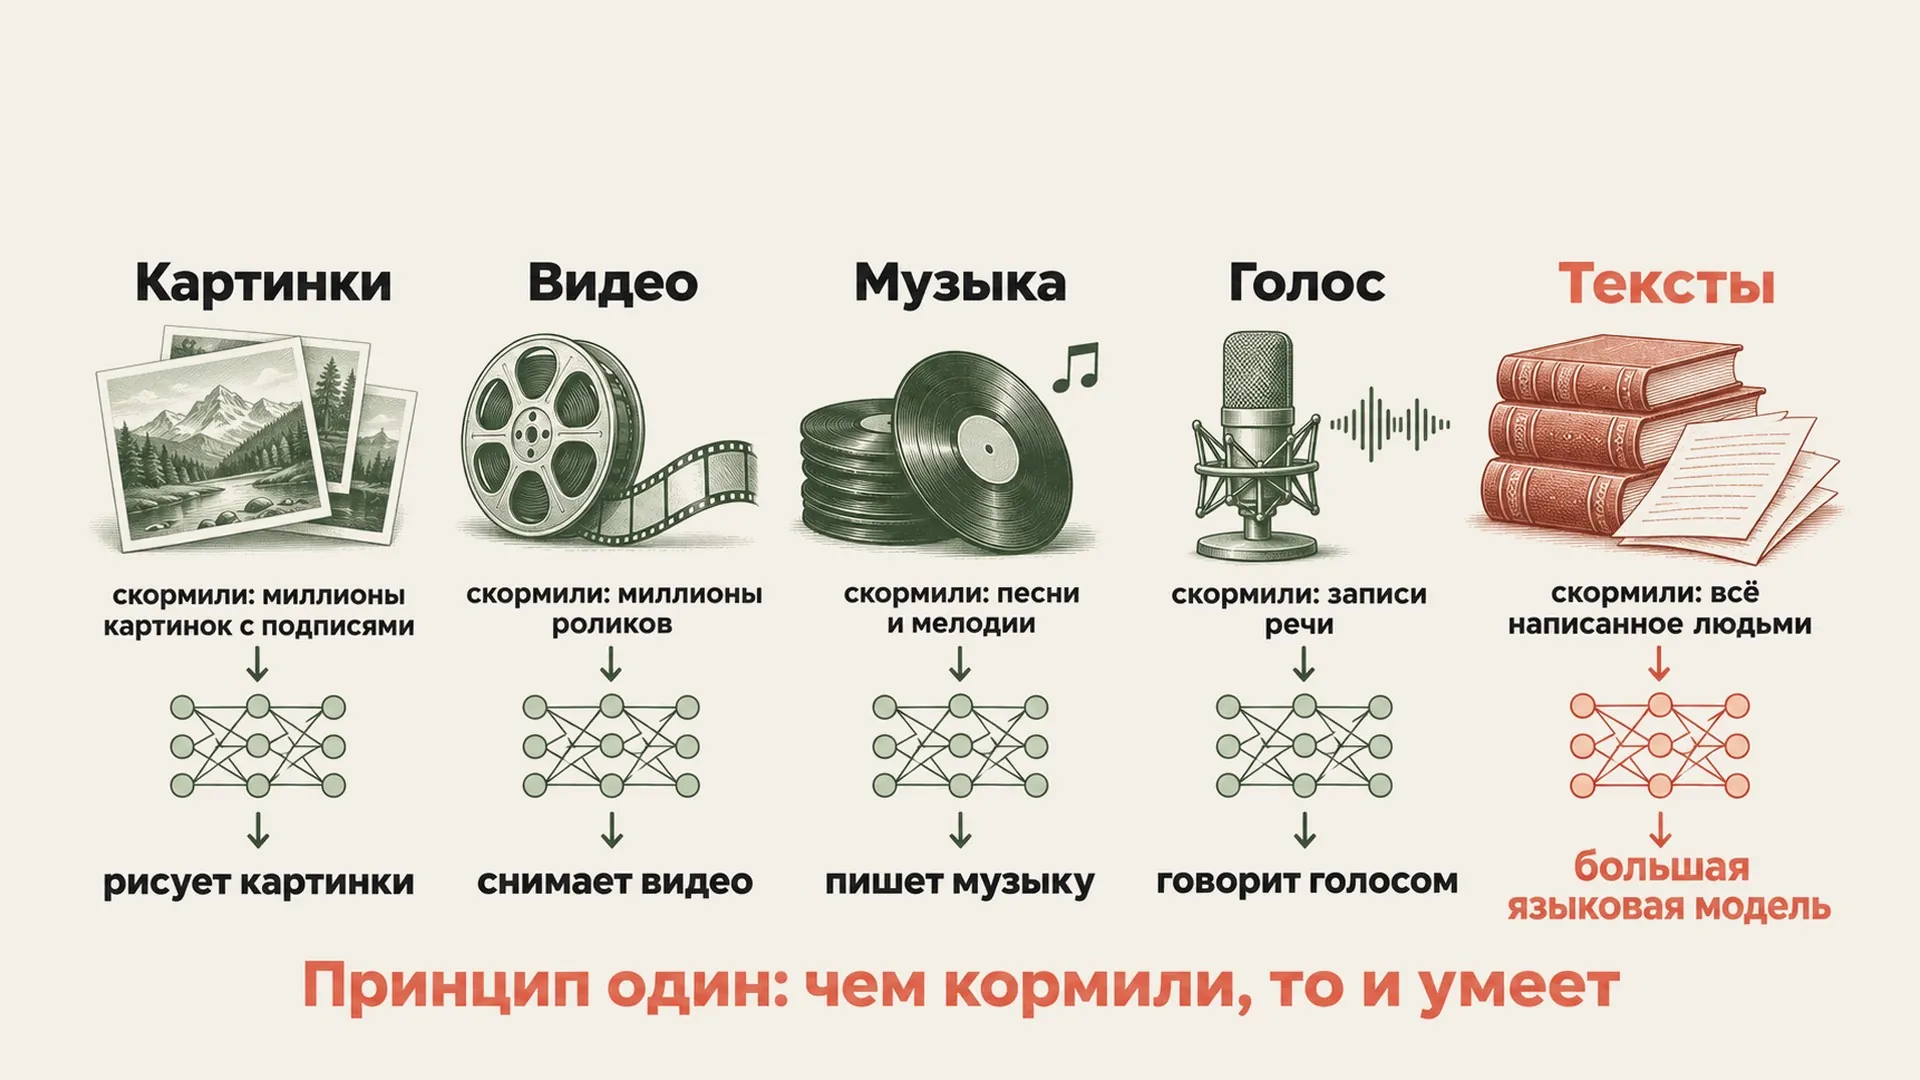 Картинки
скормили: миллионы
картинок с подписями
рисует картинки
Видео
скормили: миллионы
роликов
снимает видео
Музыка
скормили: песни
и мелодии
пишет музыку
Голос
скормили: записи
речи
говорит голосом
Тексты
скормили: всё
написанное людьми
большая
языковая модель
Принцип один: чем кормили, то и умеет